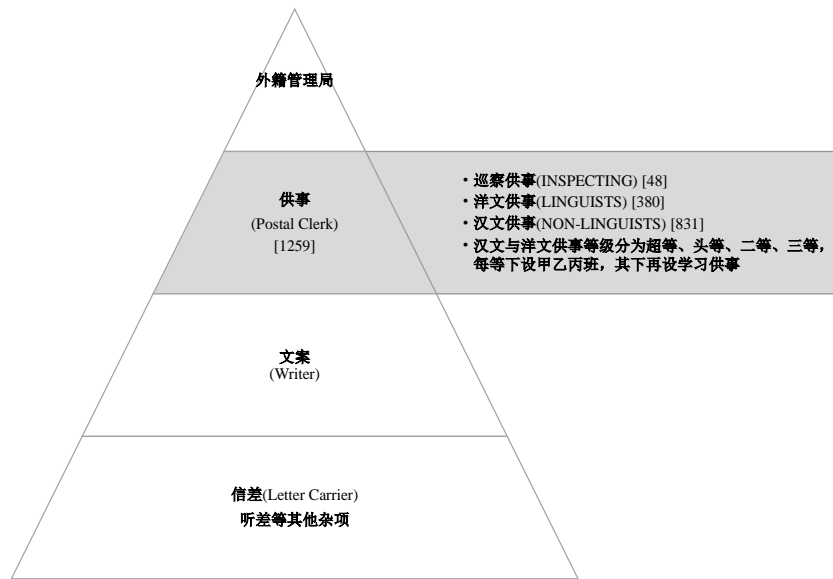 外籍管理局
供事
(Postal Clerk)
[1259]
・巡察供事(INSPECTING) [48]
・洋文供事(LINGUISTS) [380]
・汉文供事(NON-LINGUISTS) [831]
・汉文与洋文供事等级分为超等、头等、二等、三等，
每等下设甲乙丙班，其下再设学习供事
文案
(Writer)
信差(Letter Carrier)
听差等其他杂项